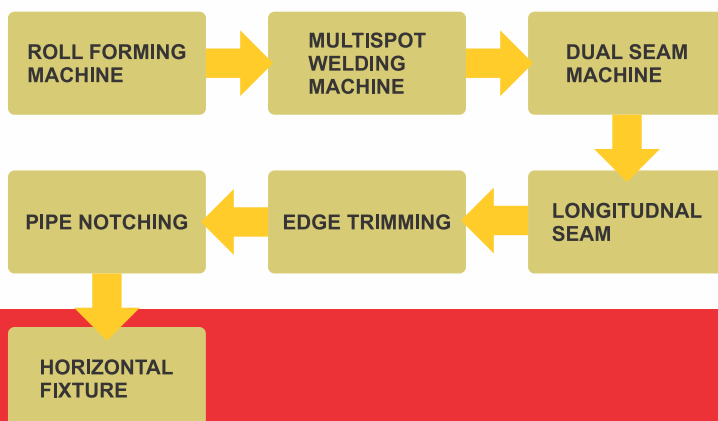 ROLL FORMING
MACHINE
MULTISPOT
WELDING
MACHINE
DUAL SEAM
MACHINE
LONGITUDNAL
SEAM
EDGE TRIMMING
PIPE NOTCHING
HORIZONTAL
FIXTURE